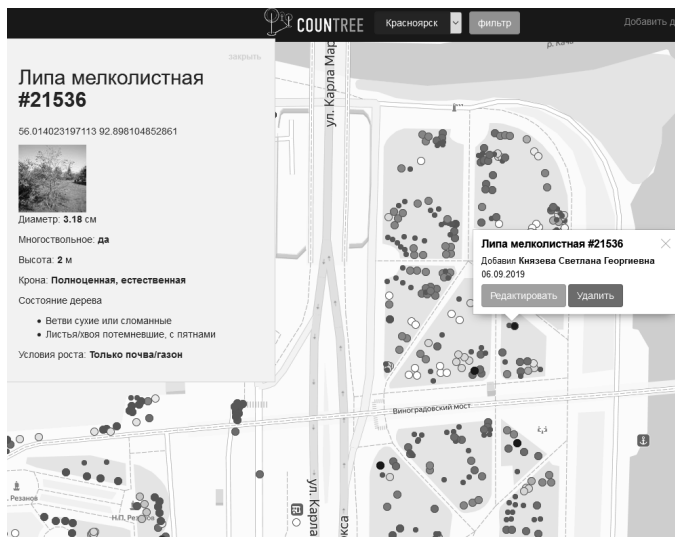 COUNTREE
Красноярск
фильтр
Добавить д
закрыть
Липа мелколистная
#21536
56.014023197113 92.898104852861
Диаметр: 3.18 см
Многоствольное: да
Высота: 2 м
Крона: Полноценная, естественная
Состояние дерева
Ветви сухие или сломанные
Листья/хвоя потемневшие, с пятнами
Условия роста: Только почва/газон
ул. Карла Мар
р. Кача
Липа мелколистная #21536
Добавил Князева Светлана Георгиевна
06.09.2019
Редактировать
Удалить
Виноградовский мост
. Резанов
Н.П. Резанов
ул. Карла
кса